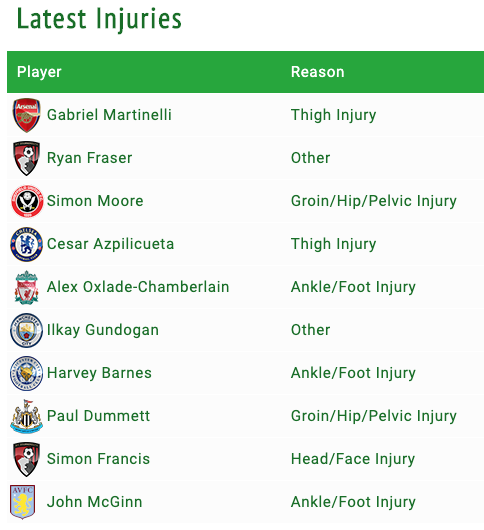 Latest Injuries
Player Reason
Gabriel Martinelli Thigh Injury
Ryan Fraser Other
Simon Moore Groin/Hip/Pelvic Injury
Cesar Azpilicueta Thigh Injury
Alex Oxlade-Chamberlain Ankle/Foot Injury
Ilkay Gundogan Other
Harvey Barnes Ankle/Foot Injury
Paul Dummett Groin/Hip/Pelvic Injury
Simon Francis Head/Face Injury
John McGinn Ankle/Foot Injury